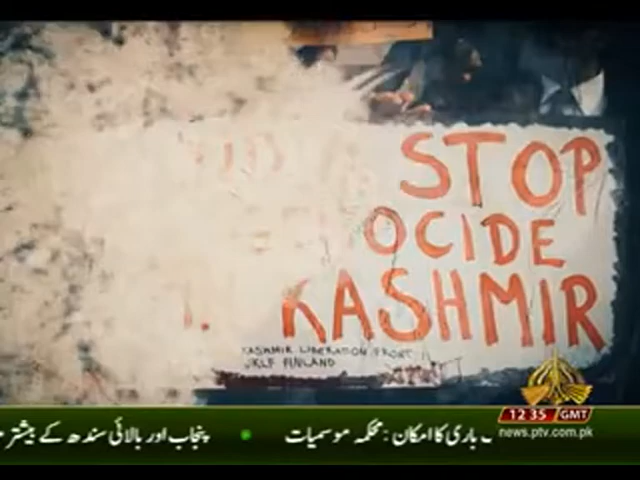 STOP
OCIDE
KASHMIR
KASHMIR LIBERATION FRONT
JKLF FINLAND
12:35 GMT
news.ptv.com.pk
باری کا امکان : محکمہ موسمیات • پنجاب اور بالائی سندھ کے بیشتر